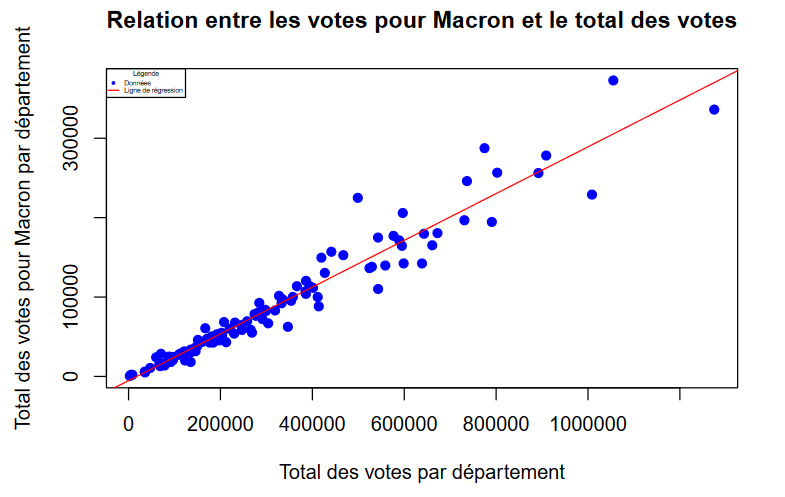 Relation entre les votes pour Macron et le total des votes
Total des votes pour Macron par département
300000
100000
0
Légende
Données
Ligne de régression
0 200000 400000 600000 800000 1000000
Total des votes par département